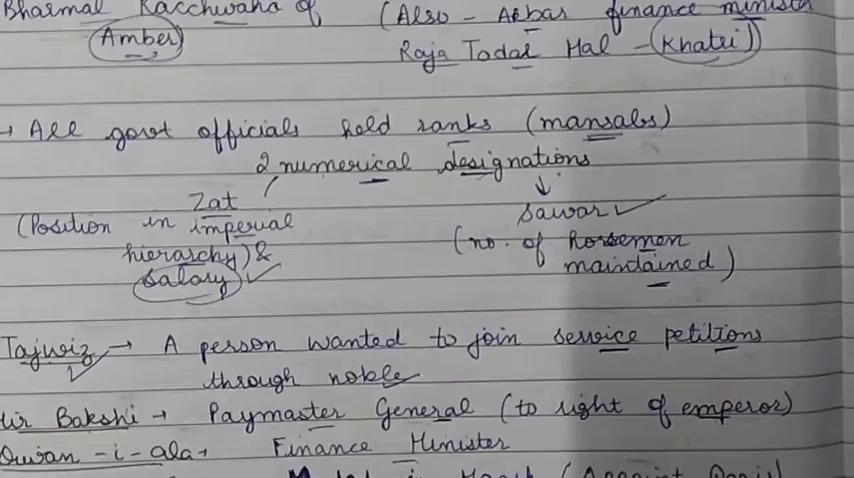 Bharmal Kacchwaha of (Also - Akbar finance minister
Amber Raja Todal Mal - Khatri)
→ All govt officials held ranks (mansabs)
2 numerical designations
Zat ↓ Sawar ✓
(Position in imperial hierarchy) & (no. of horsemen maintained)
Salary ✓
Tajwiz → A person wanted to join service petitions
through noble
Mir Bakshi → Paymaster General (to right of emperor)
Diwan-i-ala → Finance Minister